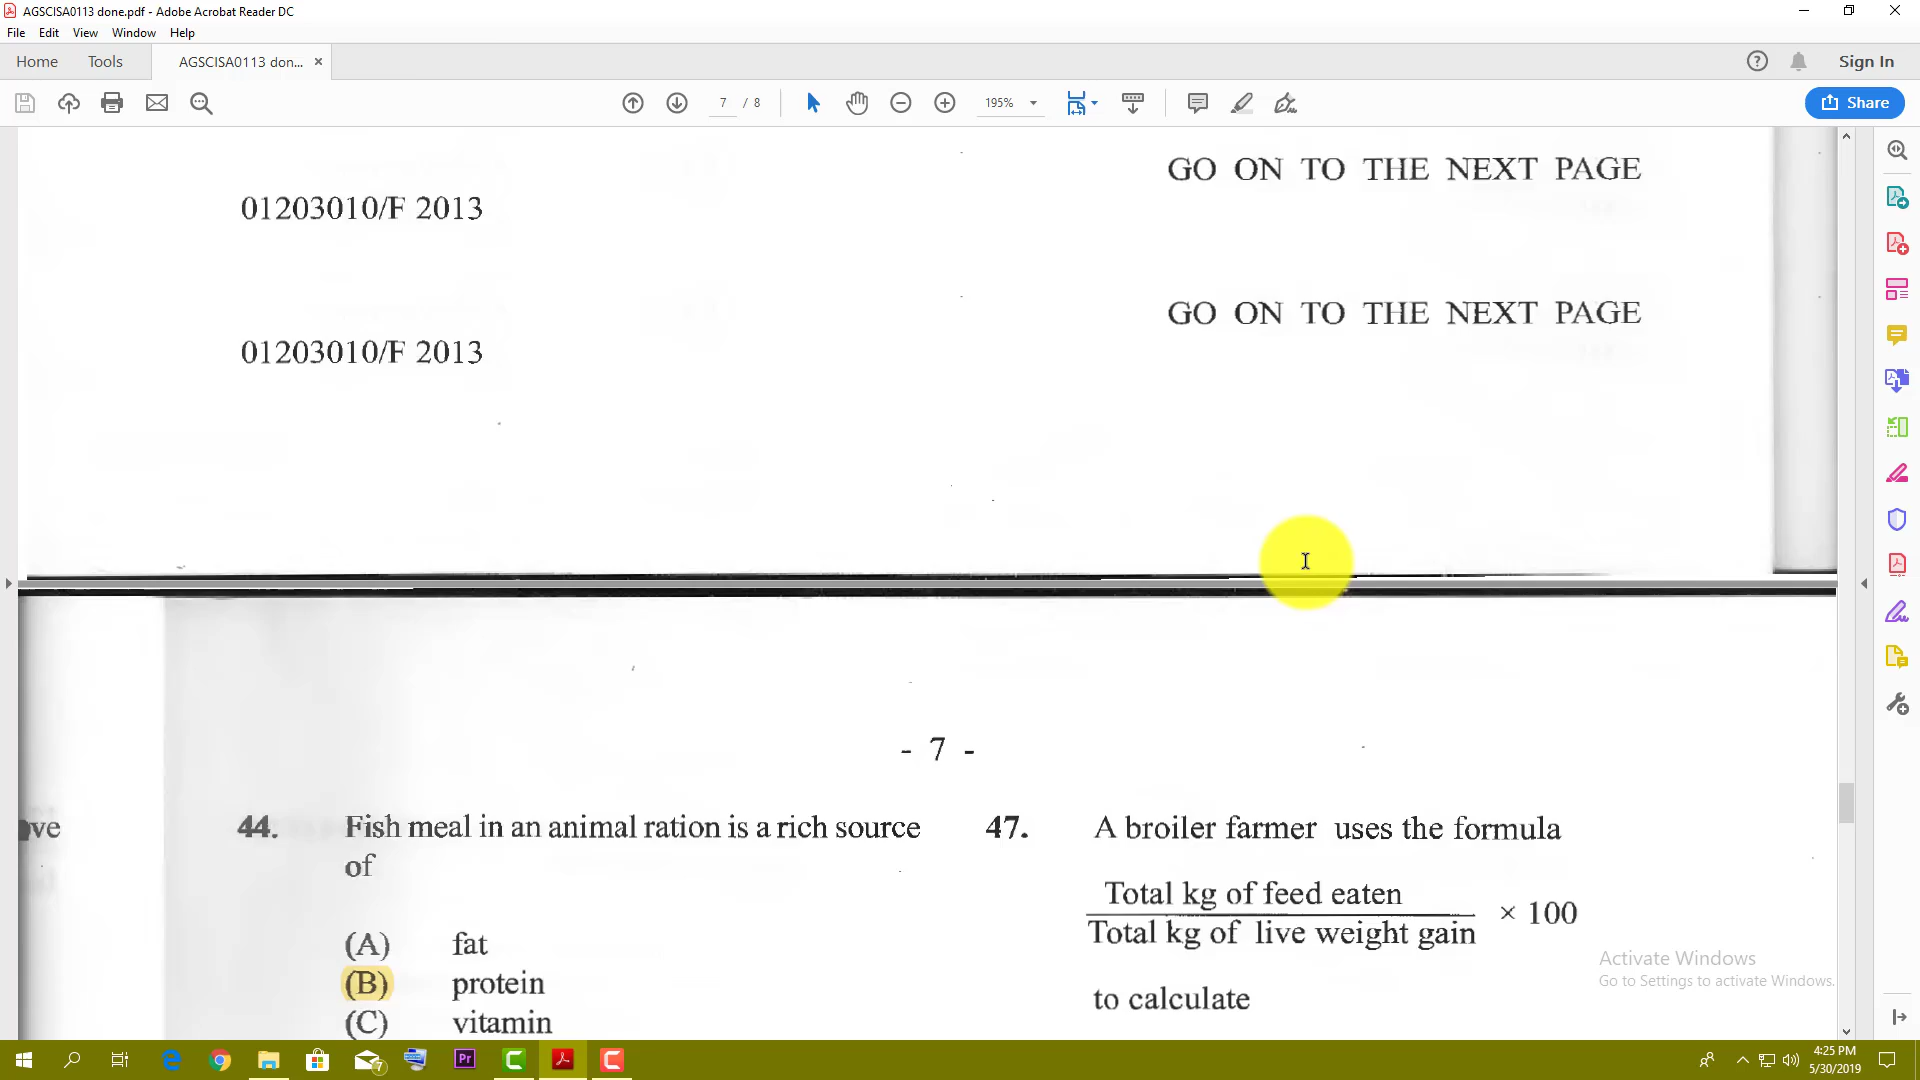 AGSCISA0113 done.pdf - Adobe Acrobat Reader DC
File Edit View Window Help
Home Tools AGSCISA0113 don... × Sign In
7 / 8 195% Share
GO ON TO THE NEXT PAGE
01203010/F 2013
GO ON TO THE NEXT PAGE
01203010/F 2013
- 7 -
ve
44. Fish meal in an animal ration is a rich source
of
(A) fat
(B) protein
(C) vitamin
47. A broiler farmer uses the formula
Total kg of feed eaten
Total kg of live weight gain
× 100
to calculate
Activate Windows
Go to Settings to activate Windows.
Pr
7
4:25 PM
5/30/2019